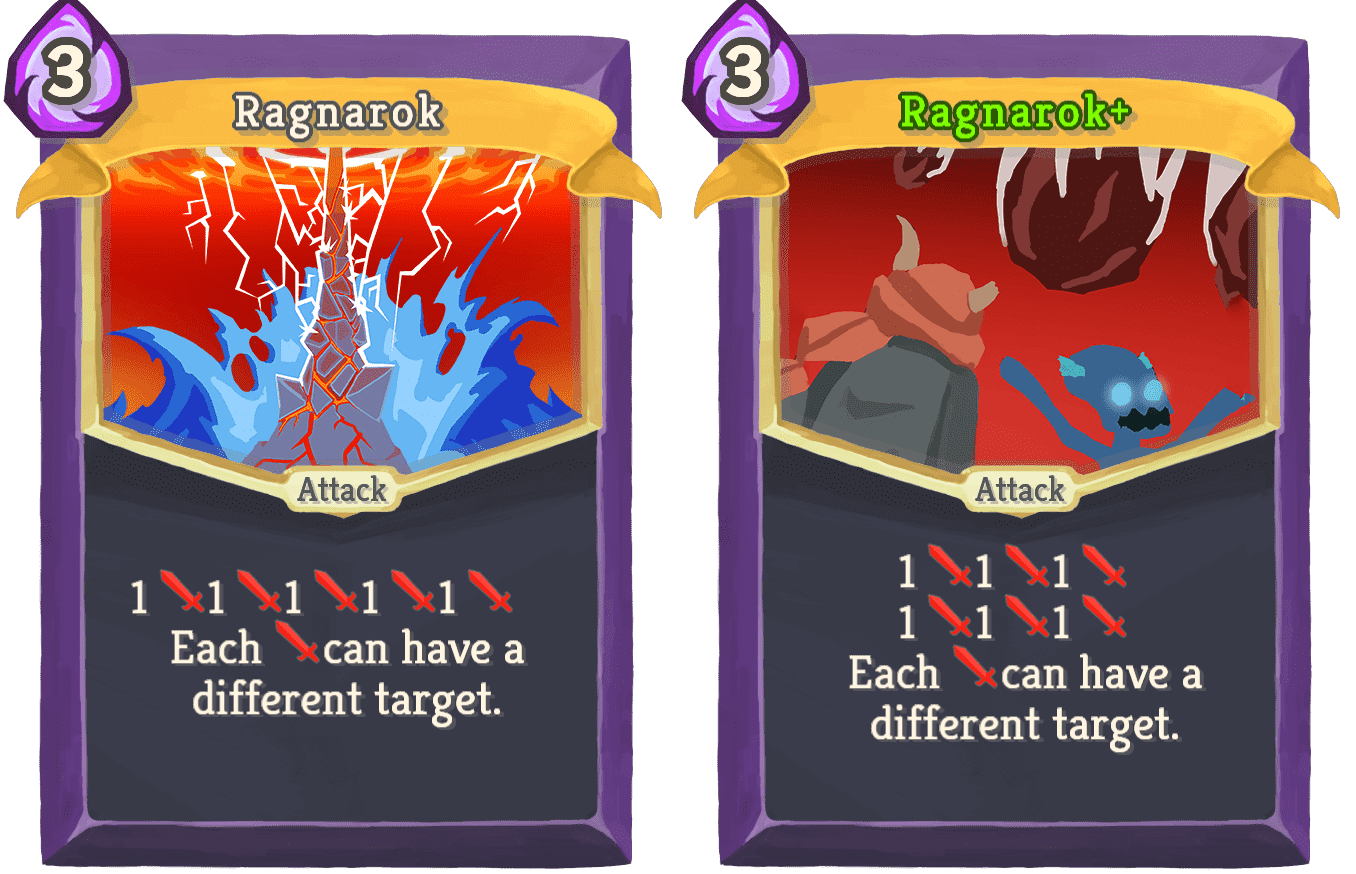 3
Ragnarok
Attack
1 1 1 1 1
Each can have a
different target.
3
Ragnarok+
Attack
1 1 1
1 1 1
Each can have a
different target.